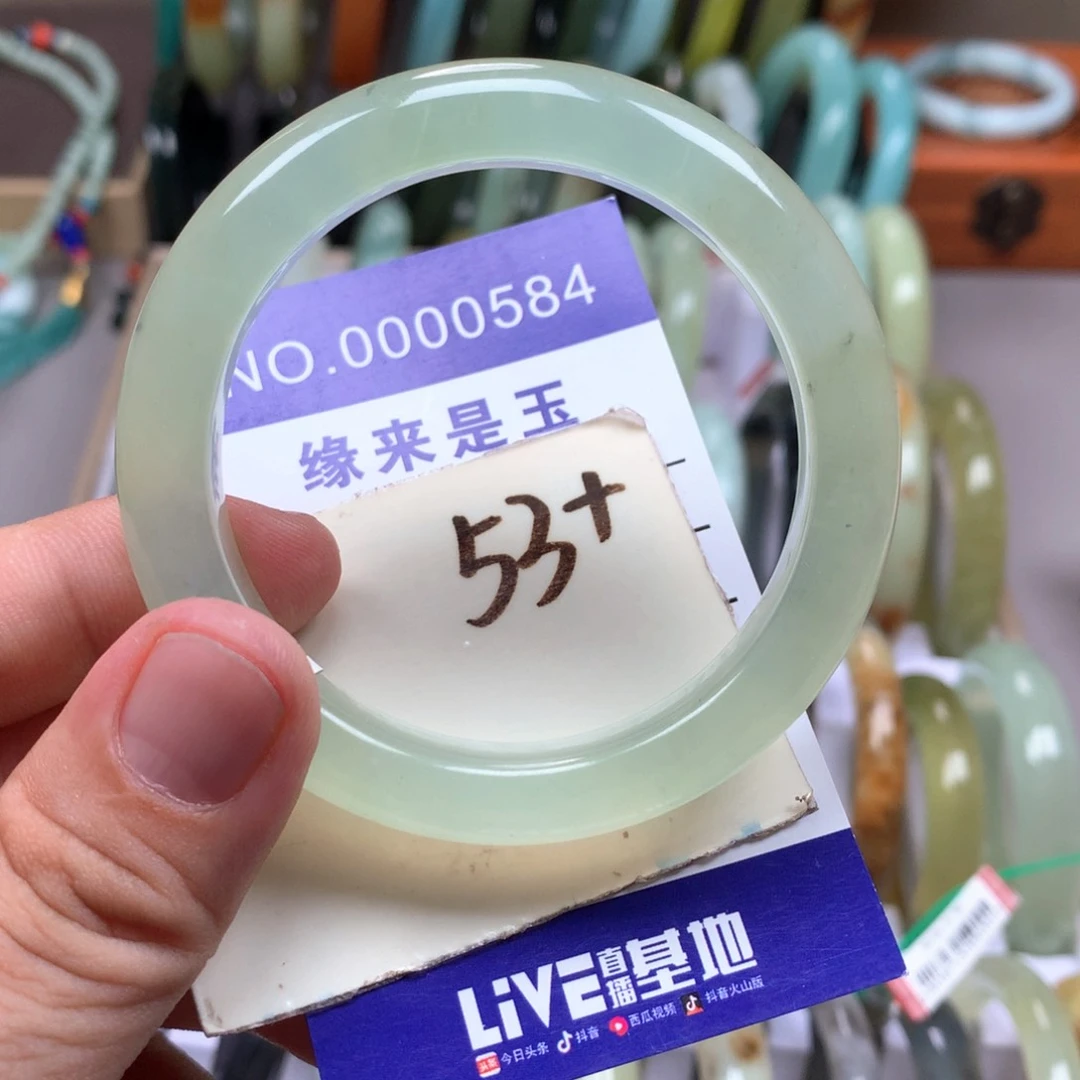 NO.0000584
缘来是玉
53+
LiVE直播基地
今日头条 抖音 西瓜视频 抖音火山版